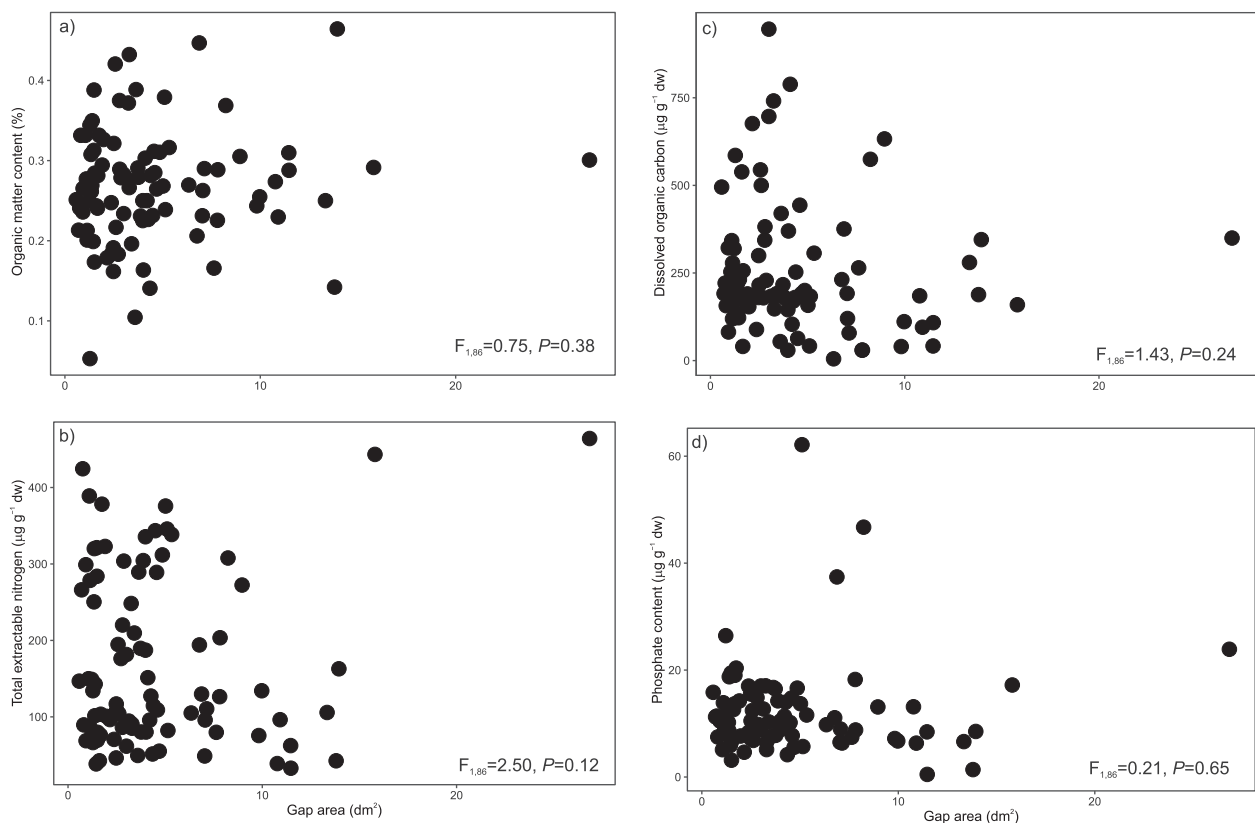 a)
Organic matter content (%)
0.4
0.3
0.2
0.1
0
10
20
F1,86=0.75, P=0.38
c)
Dissolved organic carbon (μg g⁻¹ dw)
750
500
250
0
0
10
20
F1,86=1.43, P=0.24
b)
Total extractable nitrogen (μg g⁻¹ dw)
400
300
200
100
0
10
20
Gap area (dm²)
F1,86=2.50, P=0.12
d)
Phosphate content (μg g⁻¹ dw)
60
40
20
0
0
10
20
Gap area (dm²)
F1,86=0.21, P=0.65